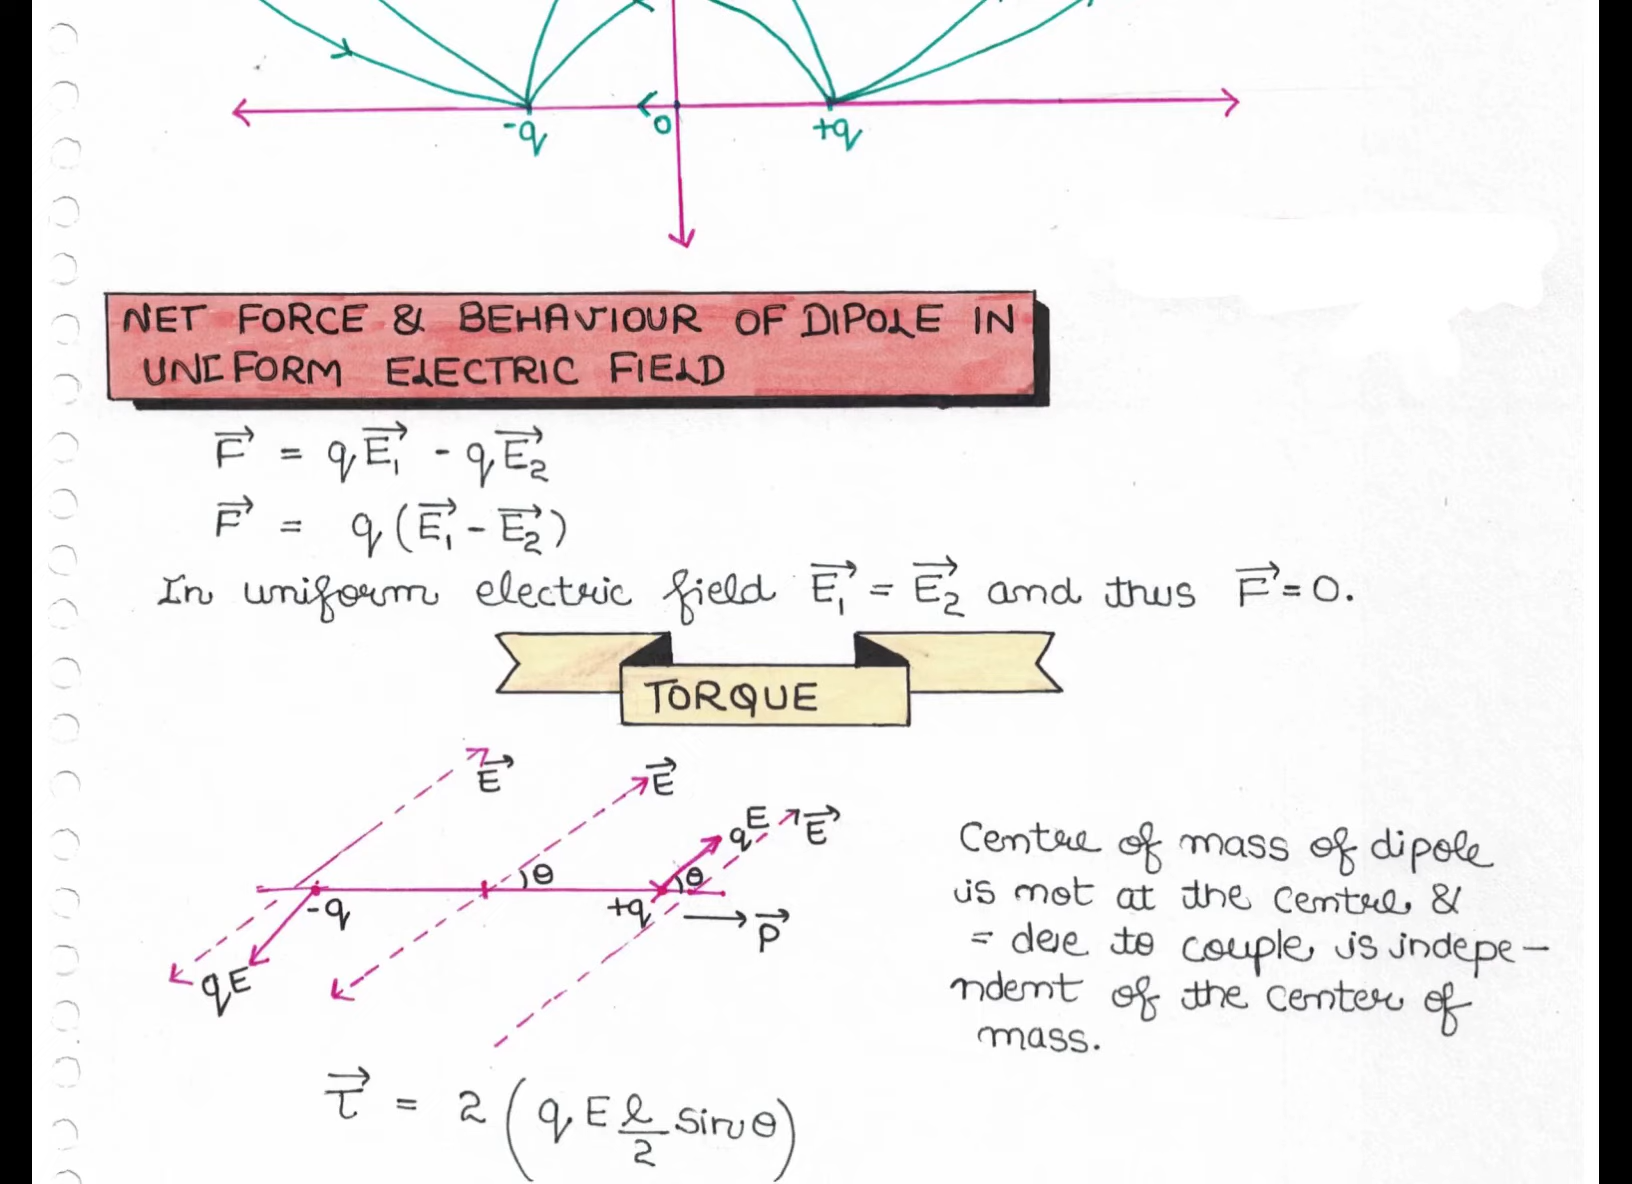 -q o +q
NET FORCE & BEHAVIOUR OF DIPOLE IN
UNIFORM ELECTRIC FIELD
F⃗ = qE⃗₁ - qE⃗₂
F⃗ = q(E⃗₁ - E⃗₂)
In uniform electric field E⃗₁ = E⃗₂ and thus F⃗ = 0.
TORQUE
E⃗
E⃗
qE
E⃗
θ
θ
-q
+q
P⃗
qE
Centre of mass of dipole
is not at the centre &
= due to couple is indepe-
ndent of the center of
mass.
τ⃗ = 2(qE l/2 sinθ)